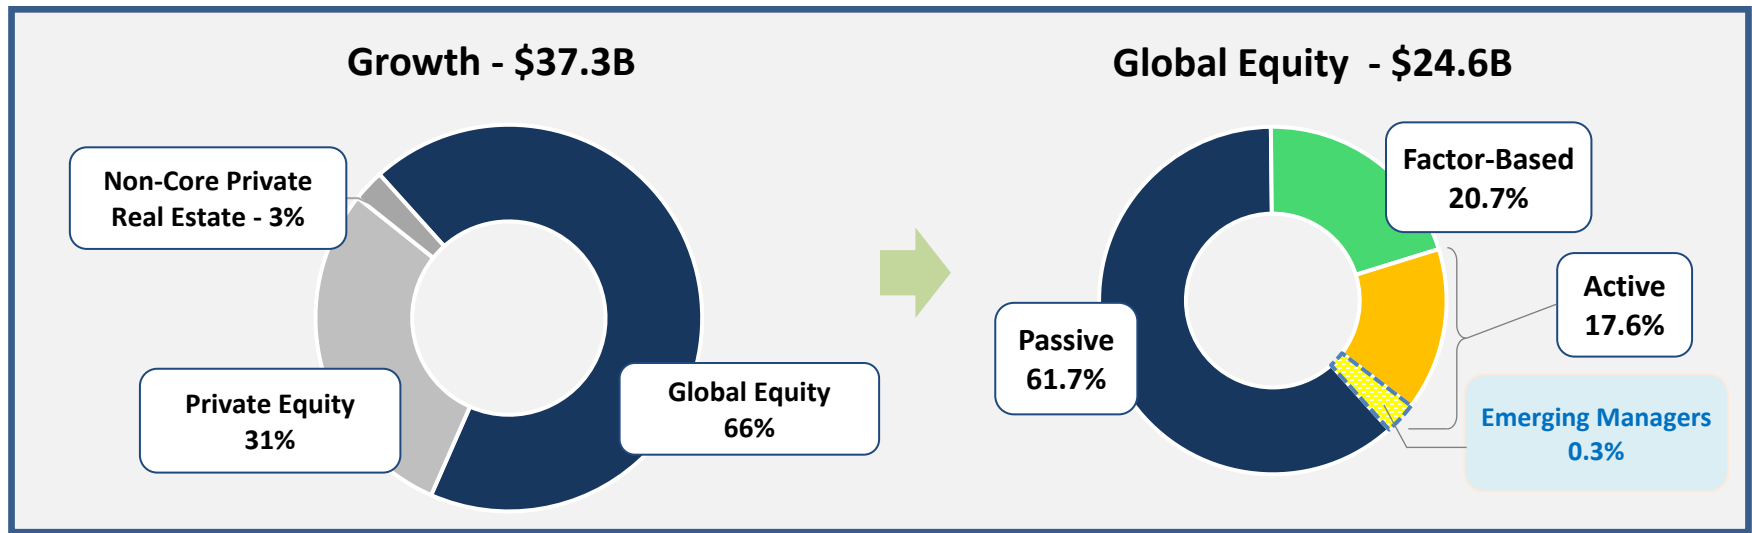 Growth - $37.3B
Non-Core Private
Real Estate - 3%
Private Equity
31%
Global Equity
66%
Global Equity - $24.6B
Factor-Based
20.7%
Active
17.6%
Passive
61.7%
Emerging Managers
0.3%